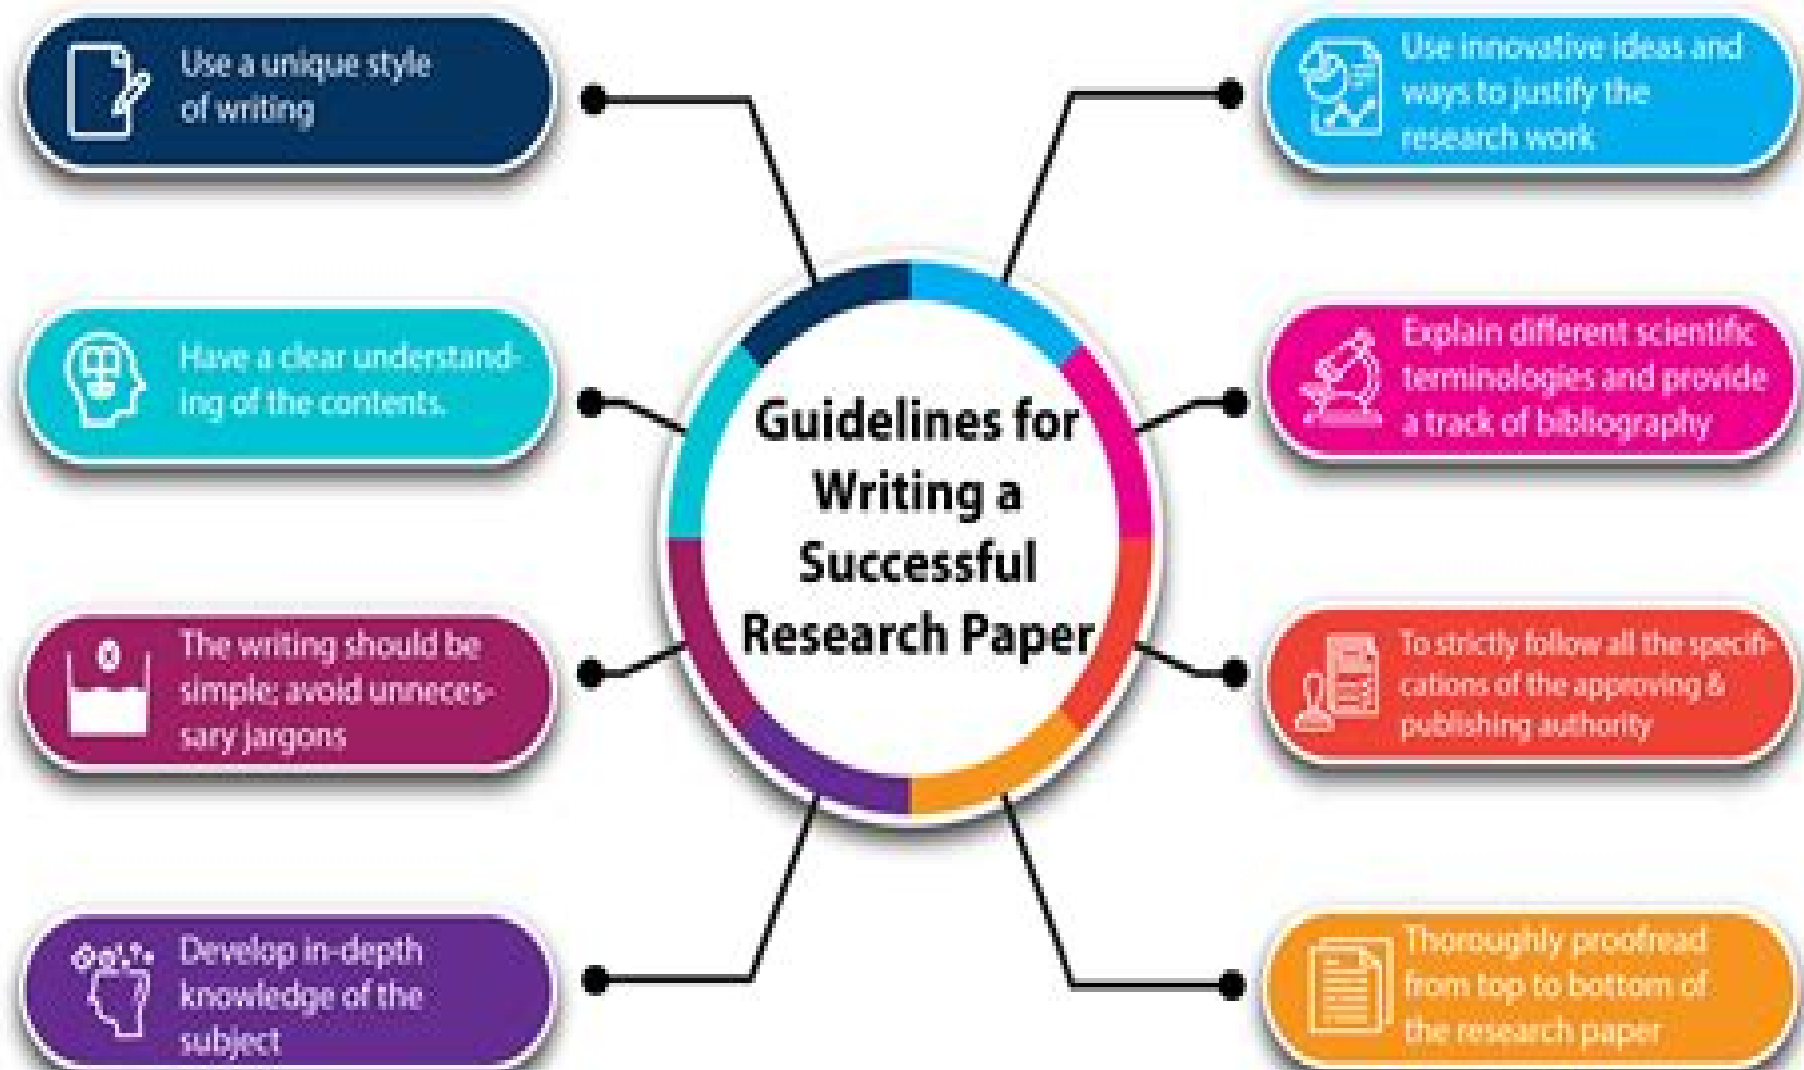 Use a unique style
of writing
Have a clear understand-
ing of the contents.
The writing should be
simple; avoid unneces-
sary jargons
Develop in-depth
knowledge of the
subject
Guidelines for
Writing a
Successful
Research Paper
Use innovative ideas and
ways to justify the
research work
Explain different scientific
terminologies and provide
a track of bibliography
To strictly follow all the specifi-
cations of the approving &
publishing authority
Thoroughly proofread
from top to bottom of
the research paper